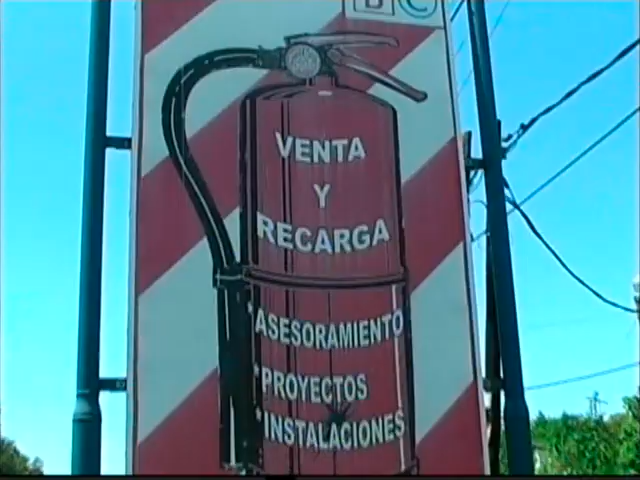 B C
VENTA
Y
RECARGA
*ASESORAMIENTO
*PROYECTOS
*INSTALACIONES